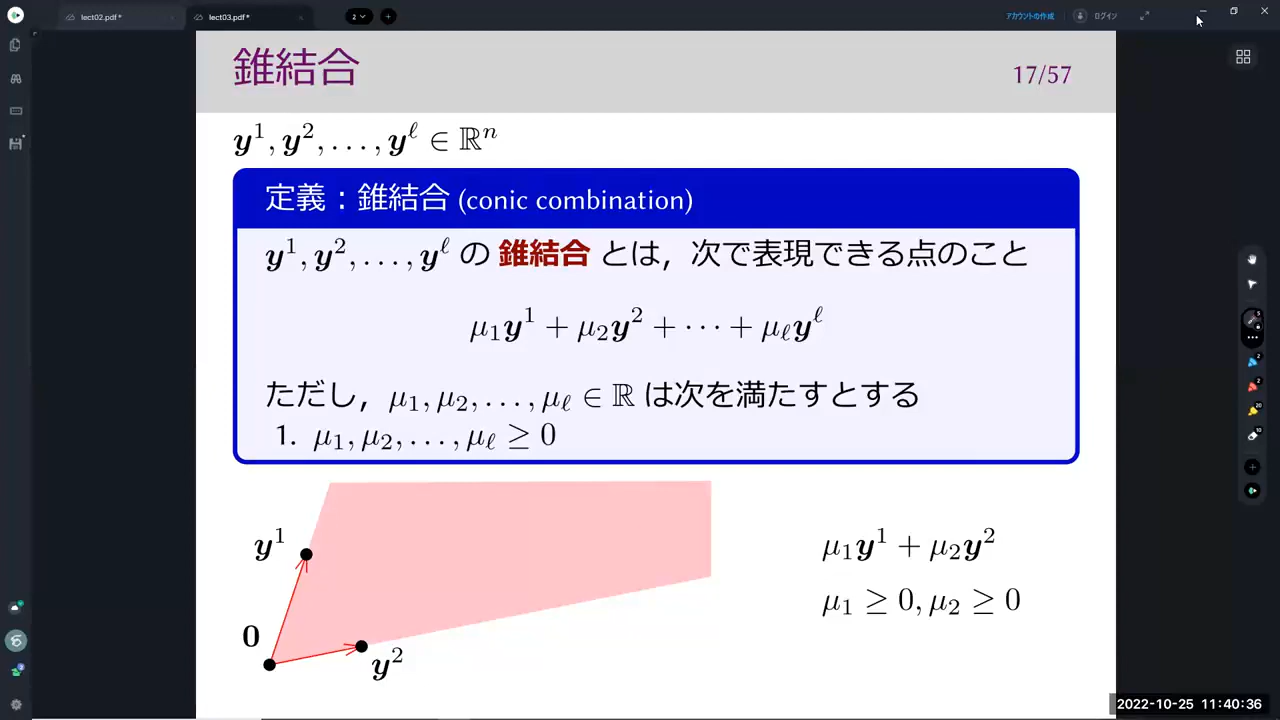 lect02.pdf*
lect03.pdf*
2
アカウントの作成
ログイン
錐結合
17/57
y¹, y², . . . , yℓ ∈ ℝⁿ
定義:錐結合 (conic combination)
y¹, y², . . . , yℓ の 錐結合 とは,次で表現できる点のこと
μ₁y¹ + μ₂y² + · · · + μℓyℓ
ただし,μ₁, μ₂, . . . , μℓ ∈ ℝ は次を満たすとする
1. μ₁, μ₂, . . . , μℓ ≥ 0
y¹
0
y²
μ₁y¹ + μ₂y²
μ₁ ≥ 0, μ₂ ≥ 0
2022-10-25 11:40:36